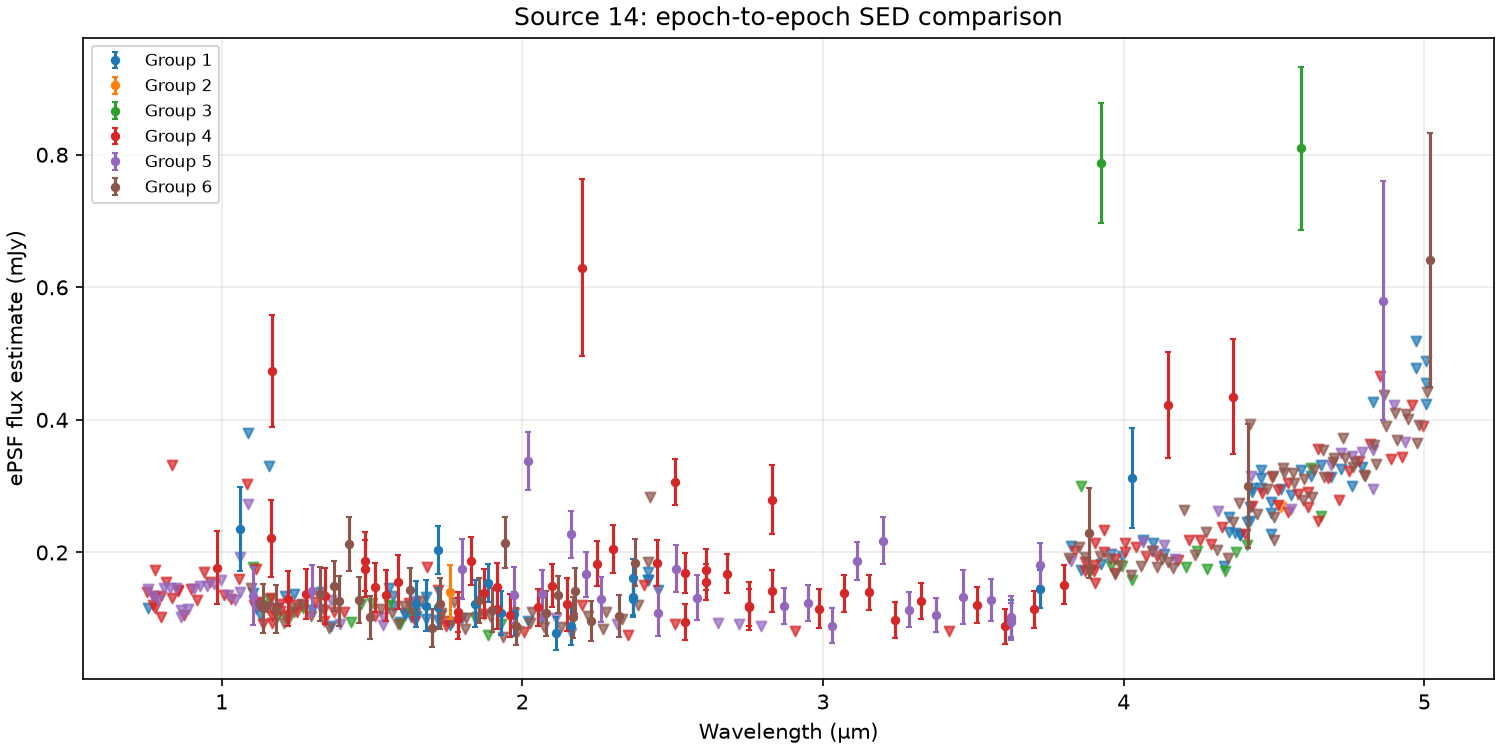 Source 14: epoch-to-epoch SED comparison
Group 1
Group 2
Group 3
Group 4
Group 5
Group 6
ePSF flux estimate (mJy)
0.8
0.6
0.4
0.2
1 2 3 4 5
Wavelength (μm)